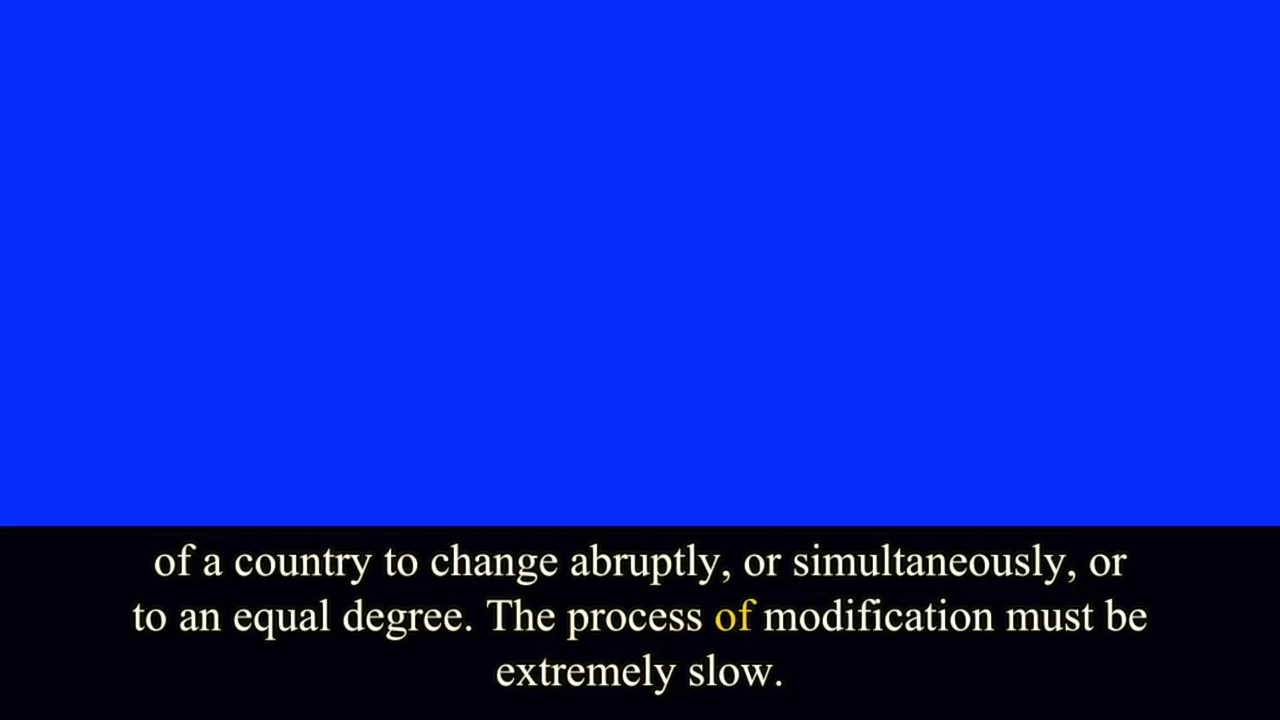 of a country to change abruptly, or simultaneously, or
to an equal degree. The process of modification must be
extremely slow.